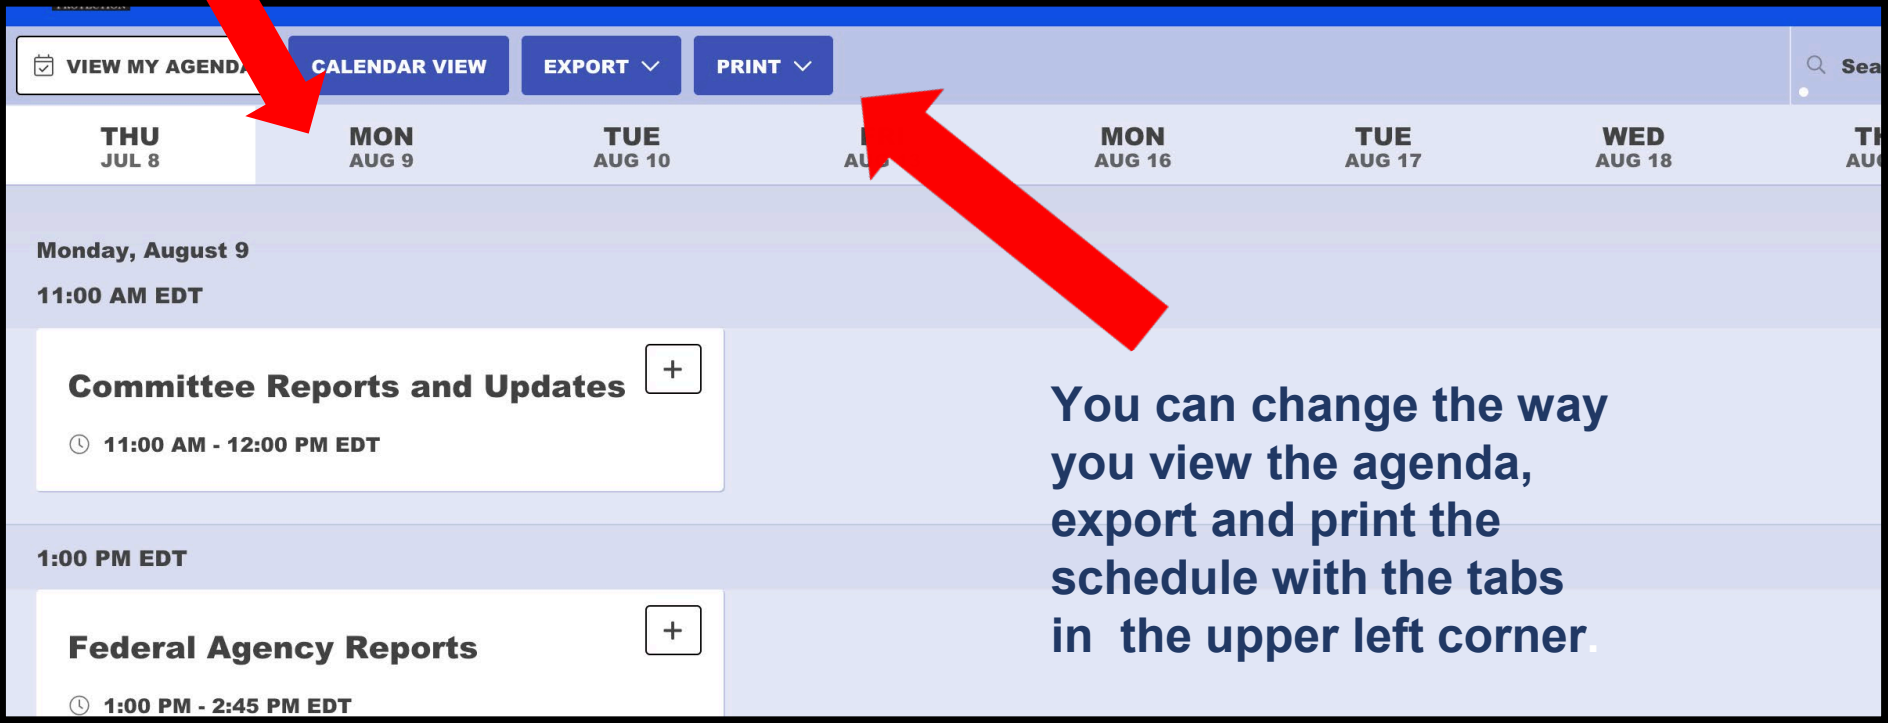 PROTECTION
VIEW MY AGENDA
CALENDAR VIEW
EXPORT
PRINT
Sea
THU
JUL 8
MON
AUG 9
TUE
AUG 10
MON
AUG 16
TUE
AUG 17
WED
AUG 18
Monday, August 9
11:00 AM EDT
Committee Reports and Updates
+
11:00 AM - 12:00 PM EDT
1:00 PM EDT
Federal Agency Reports
+
1:00 PM - 2:45 PM EDT
You can change the way
you view the agenda,
export and print the
schedule with the tabs
in the upper left corner.